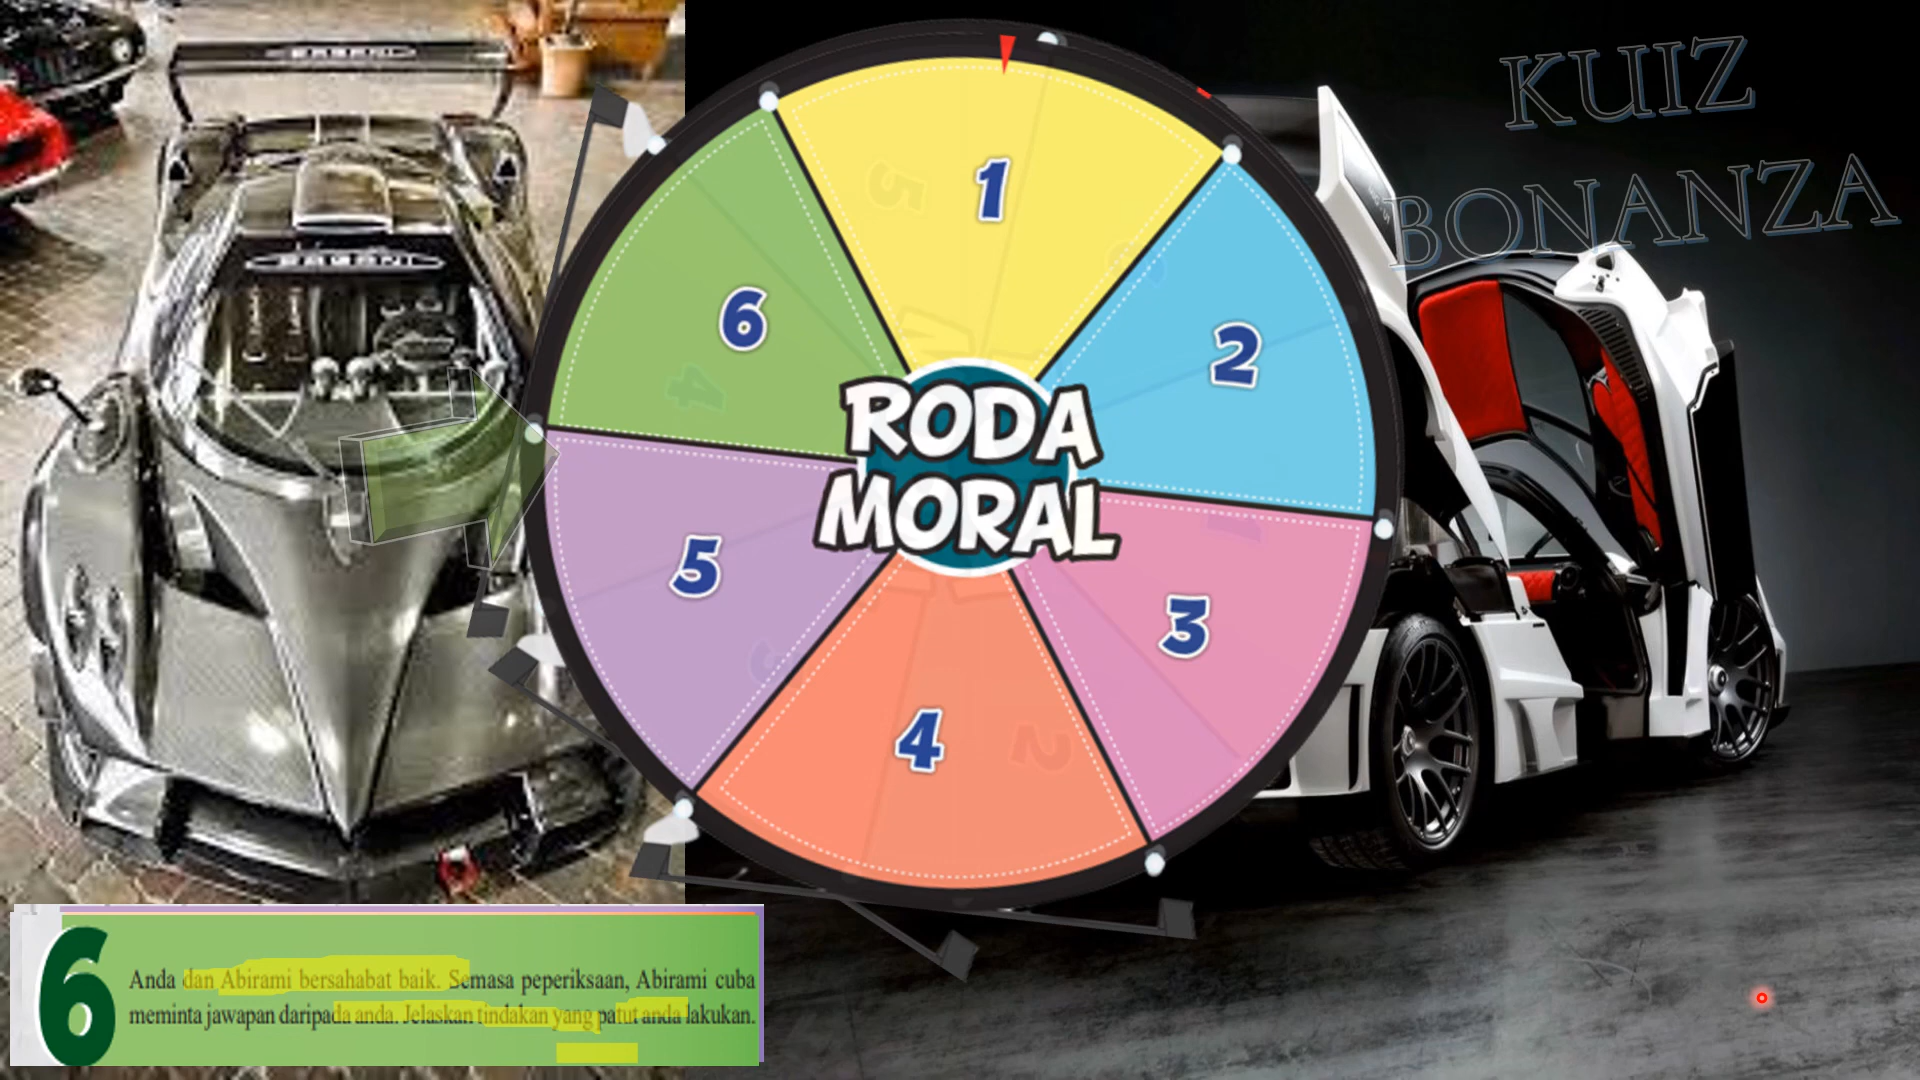 KUIZ
BONANZA
1
2
3
4
5
6
RODA
MORAL
6
Anda dan Abirami bersahabat baik. Semasa peperiksaan, Abirami cuba
meminta jawapan daripada anda. Jelaskan tindakan yang patut anda lakukan.